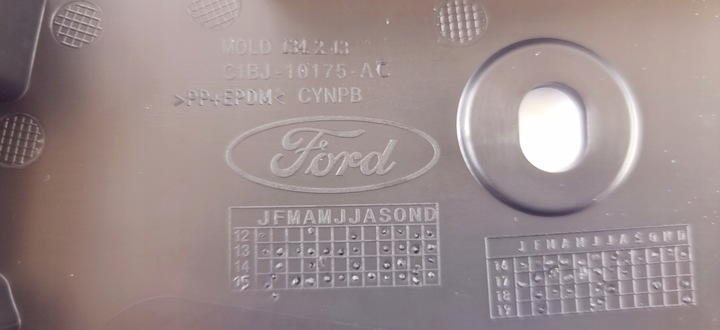 MOLD 134.2.13
C1BJ-10175-AC
>PP+EPDM< CYNPB
Ford
JFMAMJJASOND
12
13
14
15
JFMAMJJASOND
16
17
18
19